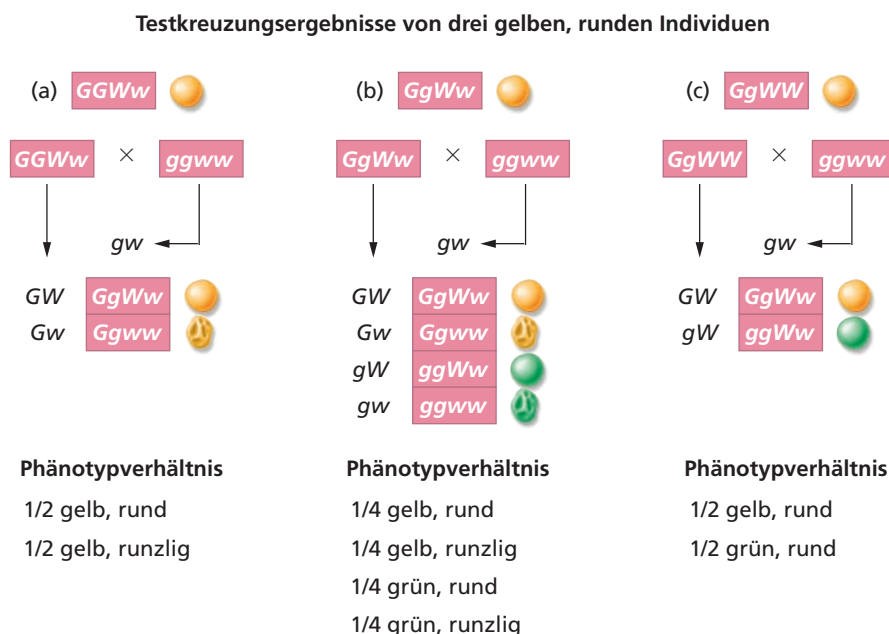 Testkreuzungsergebnisse von drei gelben, runden Individuen
(a) GGWw
GGWw × ggww
gw
GW GgWw
Gw Ggww
Phänotypverhältnis
1/2 gelb, rund
1/2 gelb, runzlig
(b) GgWw
GgWw × ggww
gw
GW GgWw
Gw Ggww
gW ggWw
gw ggww
Phänotypverhältnis
1/4 gelb, rund
1/4 gelb, runzlig
1/4 grün, rund
1/4 grün, runzlig
(c) GgWW
GgWW × ggww
gw
GW GgWw
gW ggWw
Phänotypverhältnis
1/2 gelb, rund
1/2 grün, rund